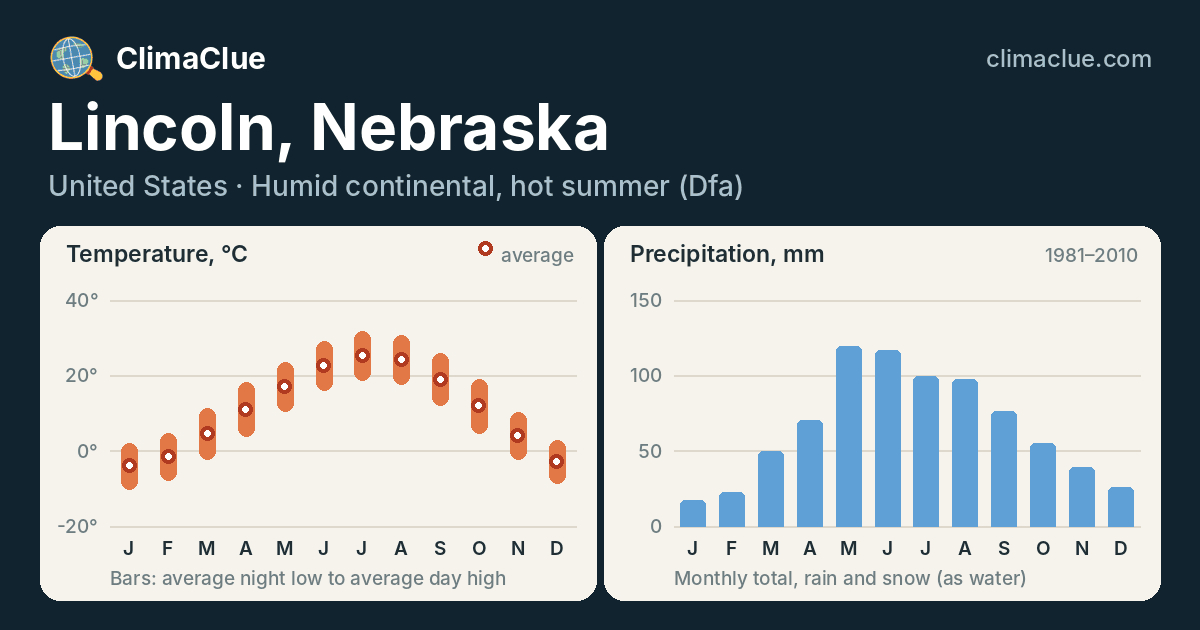 ClimaClue
climaclue.com
Lincoln, Nebraska
United States · Humid continental, hot summer (Dfa)
Temperature, °C
average
40°
20°
0°
-20°
J F M A M J J A S O N D
Bars: average night low to average day high
Precipitation, mm
1981–2010
150
100
50
0
J F M A M J J A S O N D
Monthly total, rain and snow (as water)